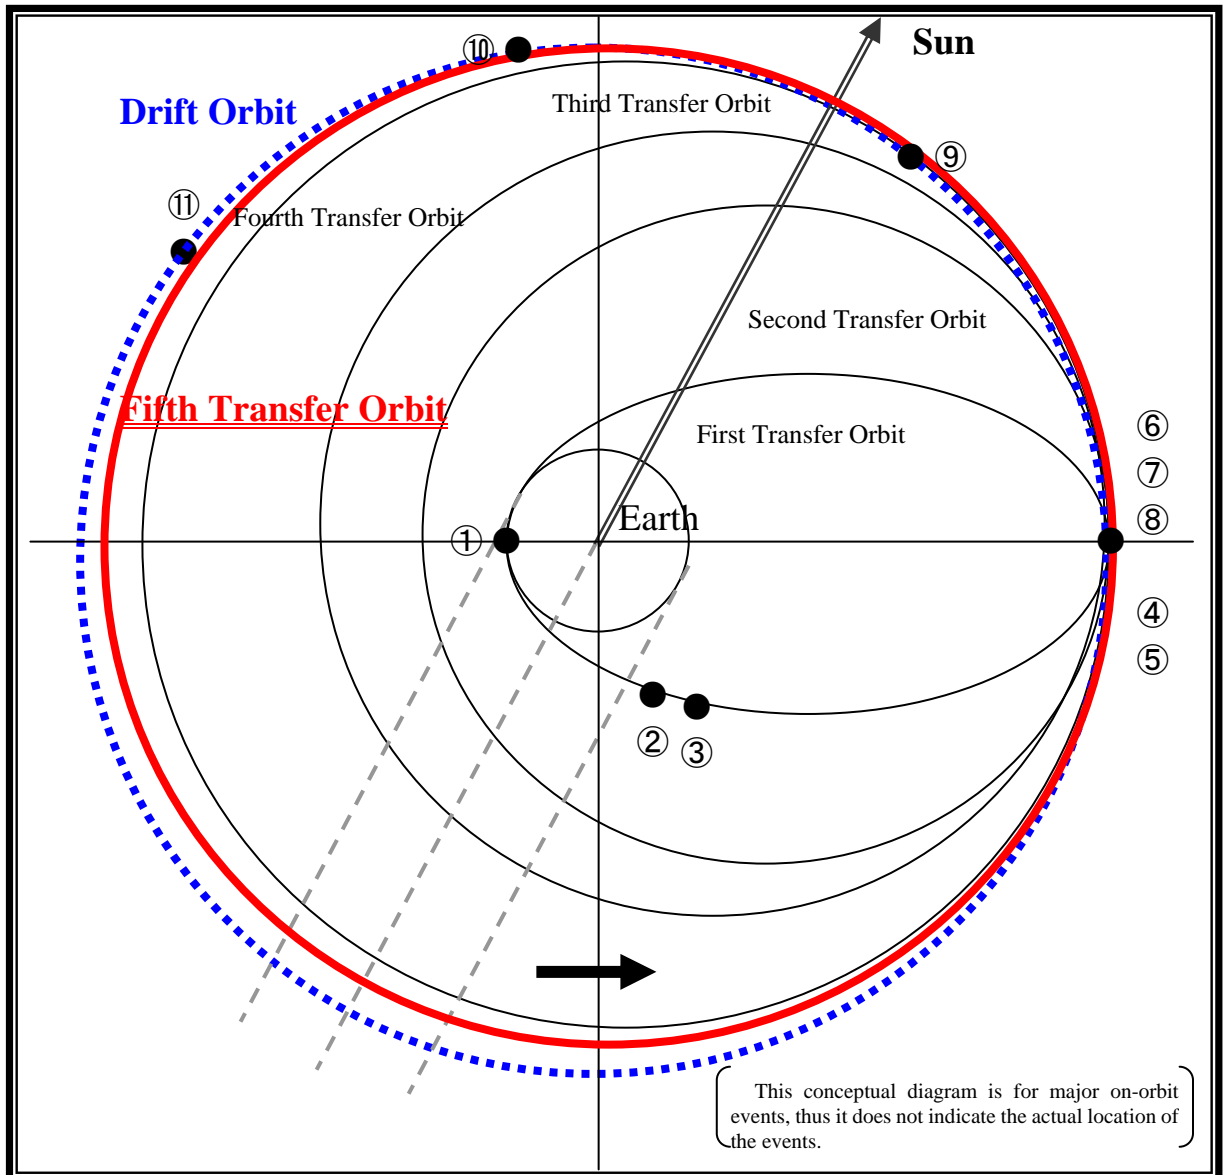 ⑩
Sun
Third Transfer Orbit
Drift Orbit
⑨
⑪
Fourth Transfer Orbit
Second Transfer Orbit
Fifth Transfer Orbit
First Transfer Orbit
⑥
⑦
⑧
Earth
①
④
⑤
②
③
This conceptual diagram is for major on-orbit
events, thus it does not indicate the actual location of
the events.